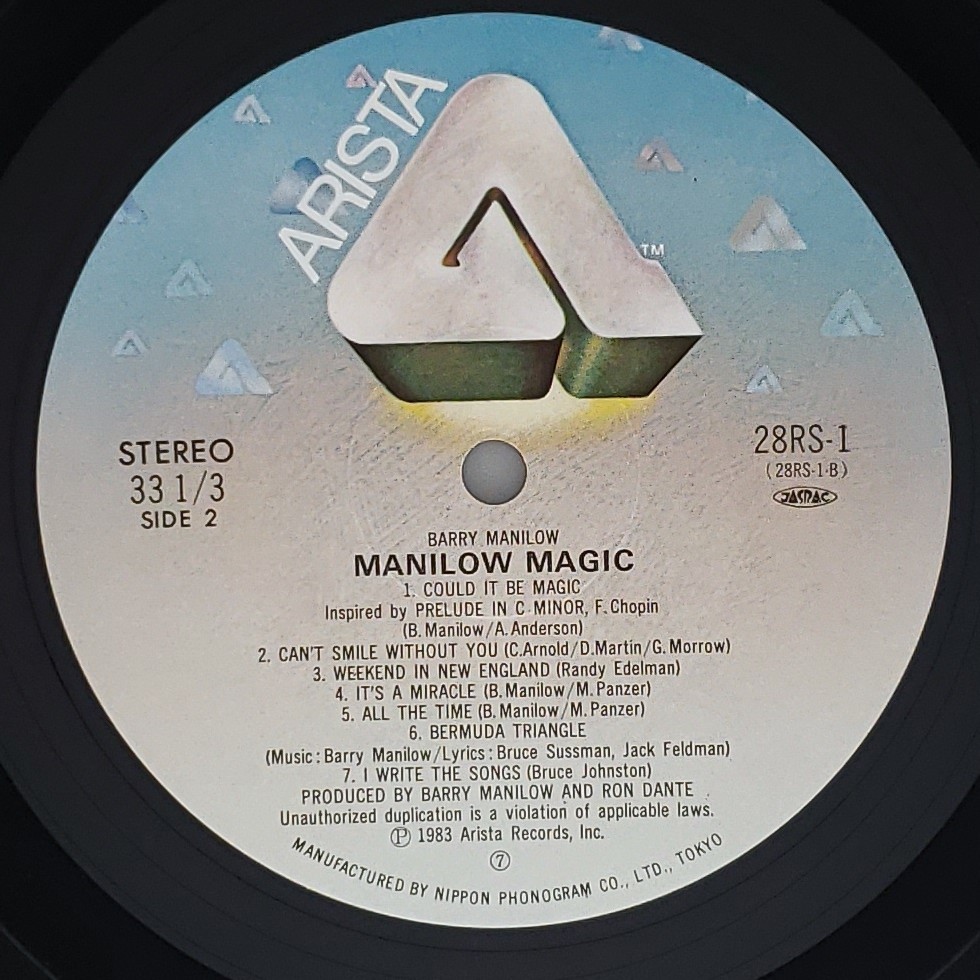 ARISTA
TM
STEREO
33 1/3
SIDE 2
28RS-1
(28RS-1-B)
JASRAC
BARRY MANILOW
MANILOW MAGIC
1. COULD IT BE MAGIC
Inspired by PRELUDE IN C MINOR, F. Chopin
(B. Manilow/A. Anderson)
2. CAN'T SMILE WITHOUT YOU (C.Arnold/D.Martin/G. Morrow)
3. WEEKEND IN NEW ENGLAND (Randy Edelman)
4. IT'S A MIRACLE (B. Manilow/M. Panzer)
5. ALL THE TIME (B. Manilow/M. Panzer)
6. BERMUDA TRIANGLE
(Music: Barry Manilow/Lyrics: Bruce Sussman, Jack Feldman)
7. I WRITE THE SONGS (Bruce Johnston)
PRODUCED BY BARRY MANILOW AND RON DANTE
Unauthorized duplication is a violation of applicable laws.
Ⓟ 1983 Arista Records, Inc.
⑦
MANUFACTURED BY NIPPON PHONOGRAM CO., LTD., TOKYO